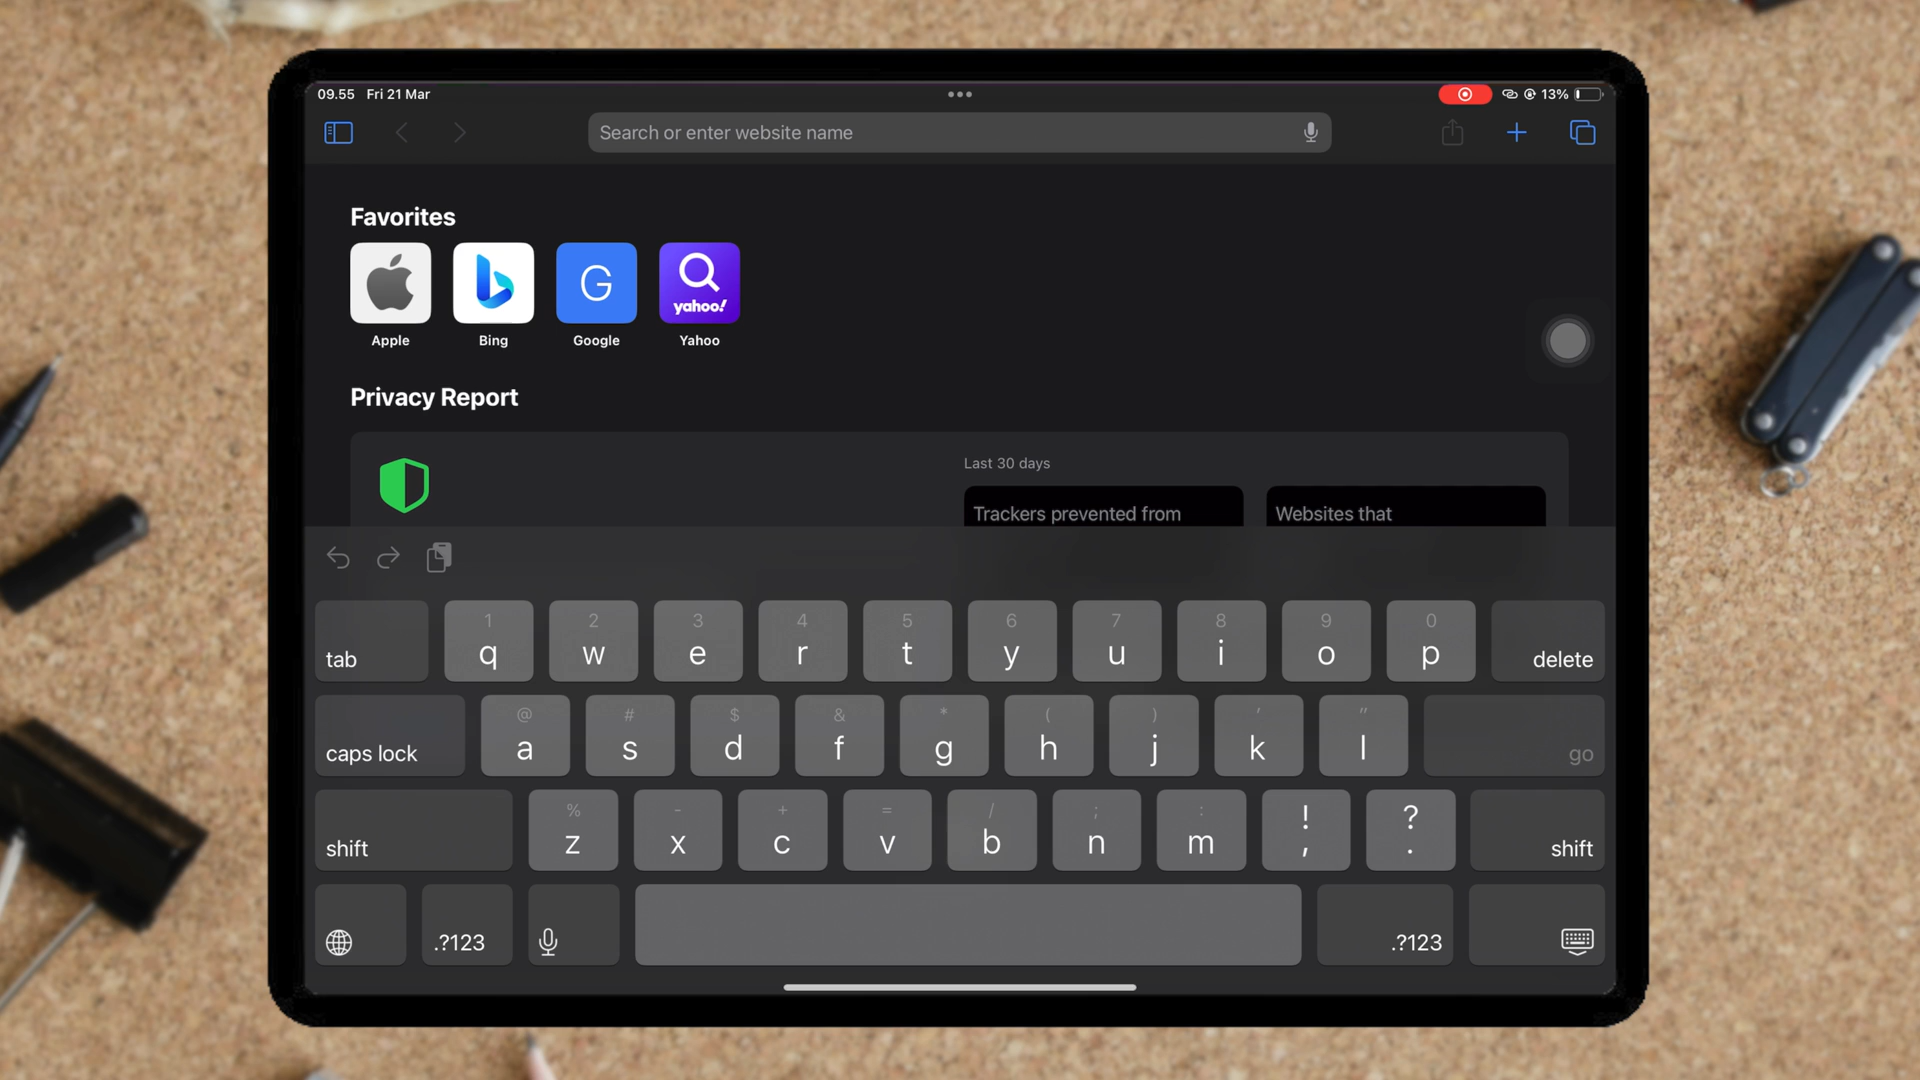 09.55 Fri 21 Mar
13%
Search or enter website name
Favorites
G
yahoo!
Apple Bing Google Yahoo
Privacy Report
Last 30 days
Trackers prevented from
Websites that
1 2 3 4 5 6 7 8 9 0
tab q w e r t y u i o p delete
@ # $ & * ( ) ' "
caps lock a s d f g h j k l go
% - + = / ; : ! ?
shift z x c v b n m , . shift
.?123 .?123